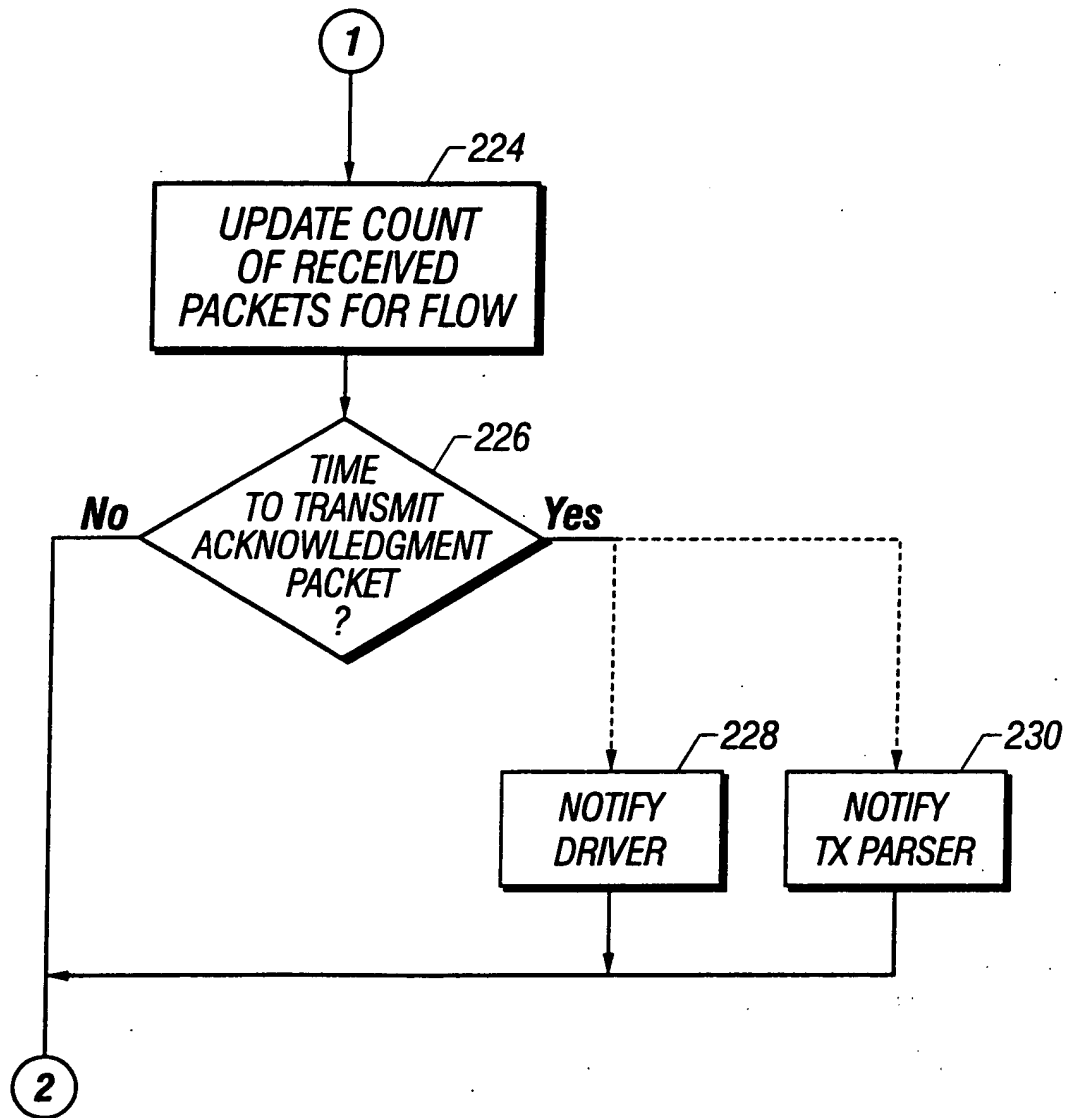 1
224
UPDATE COUNT
OF RECEIVED
PACKETS FOR FLOW
226
TIME
TO TRANSMIT
ACKNOWLEDGMENT
PACKET
?
No
Yes
228
NOTIFY
DRIVER
230
NOTIFY
TX PARSER
2